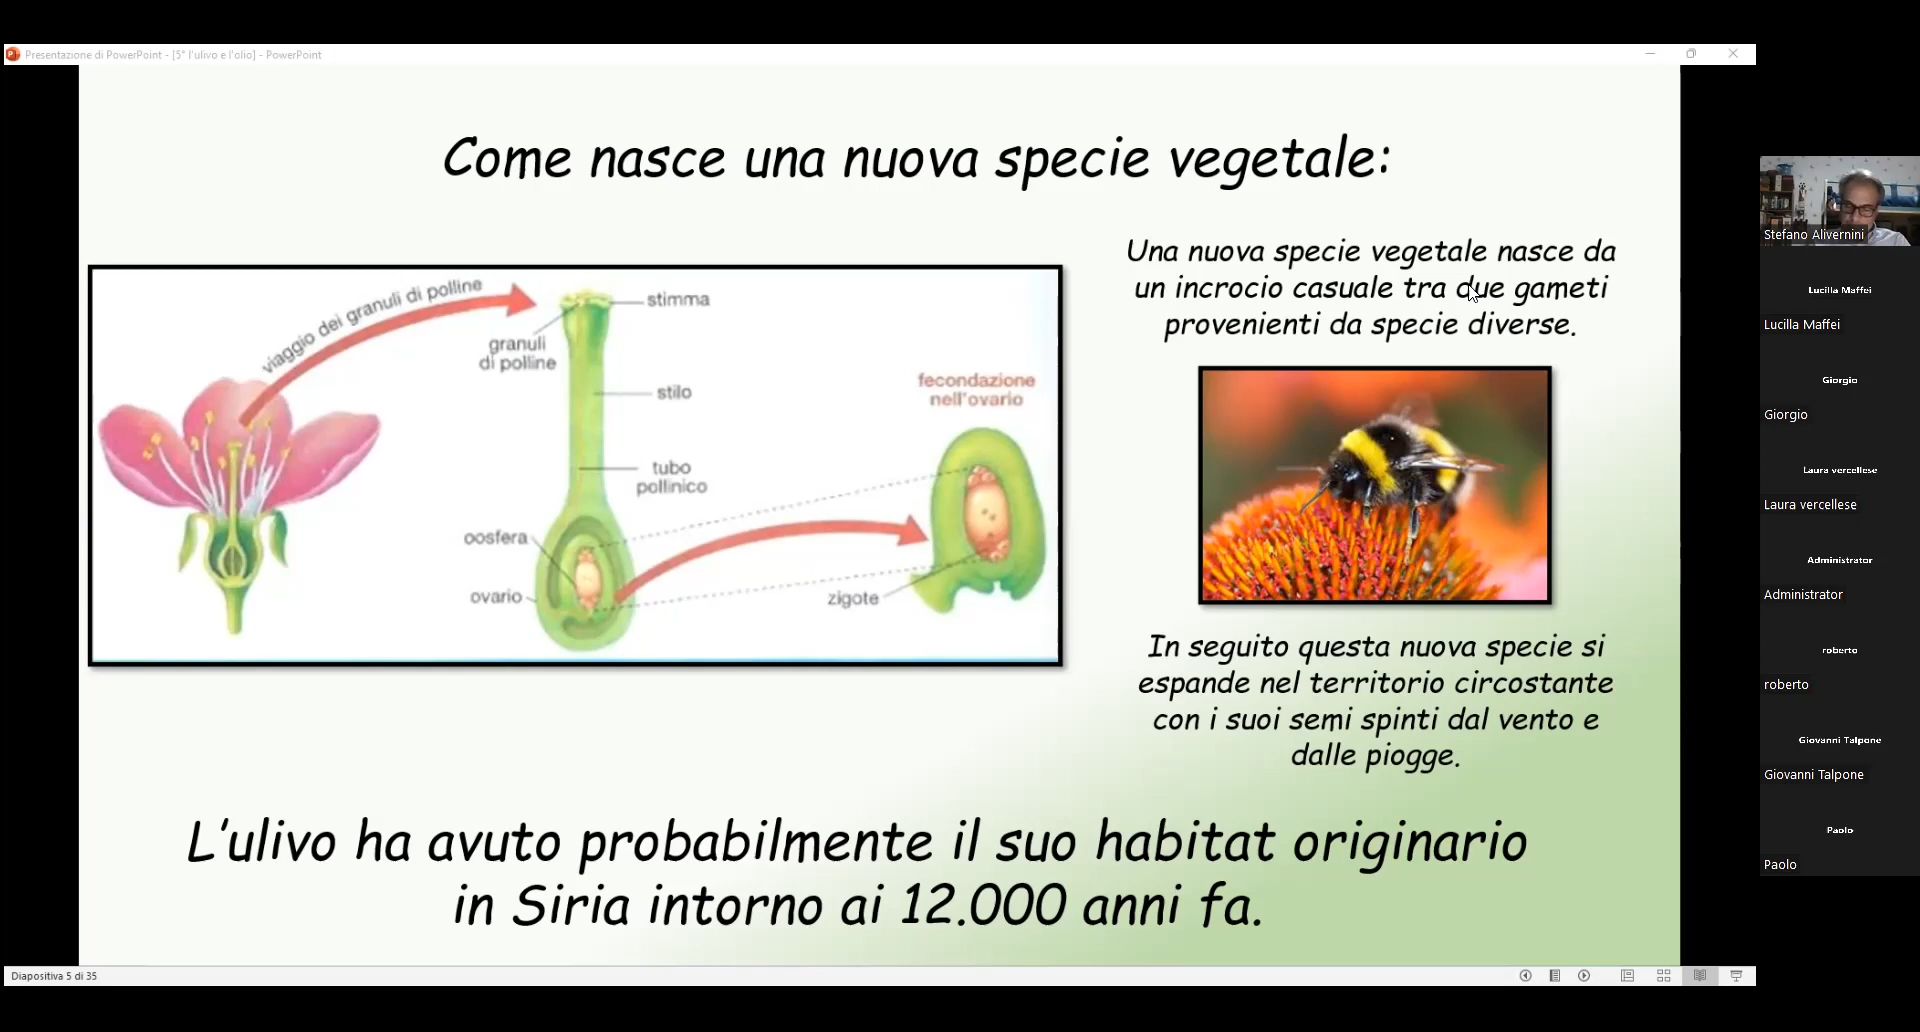 Presentazione di PowerPoint - [5° l'ulivo e l'olio] - PowerPoint
Come nasce una nuova specie vegetale:
viaggio dei granuli di polline
stimma
granuli
di polline
stilo
tubo
pollinico
oosfera
ovario
fecondazione
nell'ovario
zigote
Una nuova specie vegetale nasce da
un incrocio casuale tra due gameti
provenienti da specie diverse.
In seguito questa nuova specie si
espande nel territorio circostante
con i suoi semi spinti dal vento e
dalle piogge.
L'ulivo ha avuto probabilmente il suo habitat originario
in Siria intorno ai 12.000 anni fa.
Diapositiva 5 di 35
Stefano Alivernini
Lucilla Maffei
Lucilla Maffei
Giorgio
Giorgio
Laura vercellese
Laura vercellese
Administrator
Administrator
roberto
roberto
Giovanni Talpone
Giovanni Talpone
Paolo
Paolo